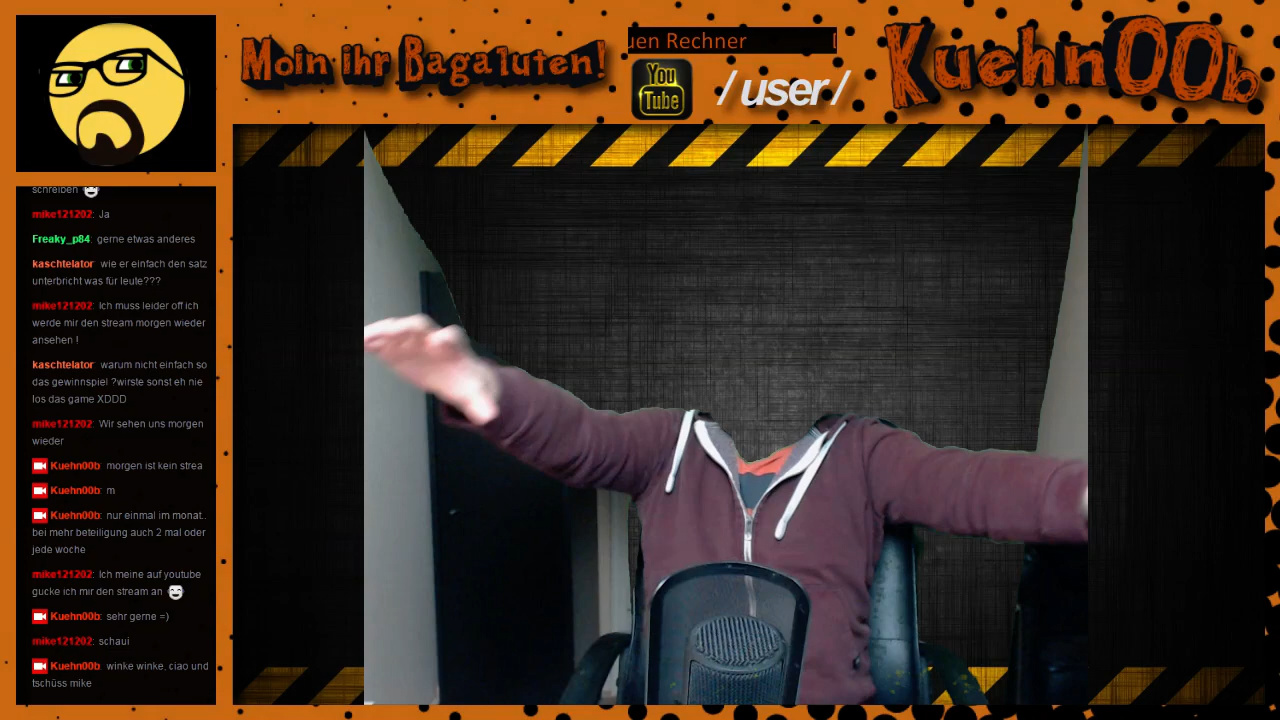 Moin ihr Bagaluten!
uen Rechner
You
Tube
/user/
Kuehn00b
schreiben
mike121202: Ja
Freaky_p84: gerne etwas anderes
kaschtelator: wie er einfach den satz
unterbricht was für leute???
mike121202: Ich muss leider off ich
werde mir den stream morgen wieder
ansehen !
kaschtelator: warum nicht einfach so
das gewinnspiel ?wirste sonst eh nie
los das game XDDD
mike121202: Wir sehen uns morgen
wieder
Kuehn00b: morgen ist kein strea
Kuehn00b: m
Kuehn00b: nur einmal im monat..
bei mehr beteiligung auch 2 mal oder
jede woche
mike121202: Ich meine auf youtube
gucke ich mir den stream an
Kuehn00b: sehr gerne =)
mike121202: schaui
Kuehn00b: winke winke. ciao und
tschüss mike